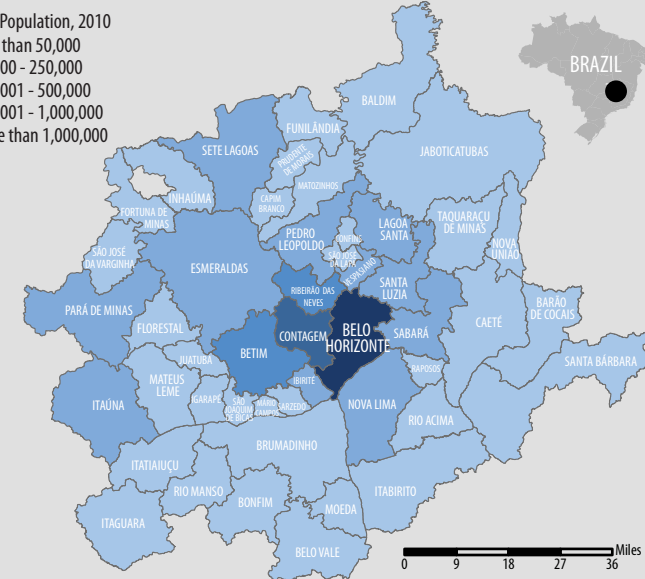 Population, 2010
than 50,000
00 - 250,000
001 - 500,000
001 - 1,000,000
e than 1,000,000
BRAZIL
BALDIM
FUNILÂNDIA
SETE LAGOAS
PRUDENTE
DE MORAIS
JABOTICATUBAS
MATOZINHOS
INHAÚMA
CAPIM
BRANCO
FORTUNA DE
MINAS
TAQUARAÇU
DE MINAS
LAGOA
SANTA
PEDRO
LEOPOLDO
CONFINS
NOVA
UNIÃO
SÃO JOSÉ
DA VARGINHA
SÃO JOSÉ
DA LAPA
VESPASIANO
ESMERALDAS
SANTA
LUZIA
RIBEIRÃO DAS
NEVES
PARÁ DE MINAS
BARÃO
DE COCAIS
FLORESTAL
CAETÉ
CONTAGEM
BELO
HORIZONTE
SABARÁ
BETIM
JUATUBA
SANTA BÁRBARA
RAPOSOS
MATEUS
LEME
IBIRITÉ
IGARAPÉ
SÃO
JOAQUIM
DE BICAS
MÁRIO
CAMPOS
SARZEDO
ITAÚNA
NOVA LIMA
RIO ACIMA
BRUMADINHO
ITATIAIUÇU
RIO MANSO
ITABIRITO
BONFIM
MOEDA
ITAGUARA
BELO VALE
Miles
0 9 18 27 36